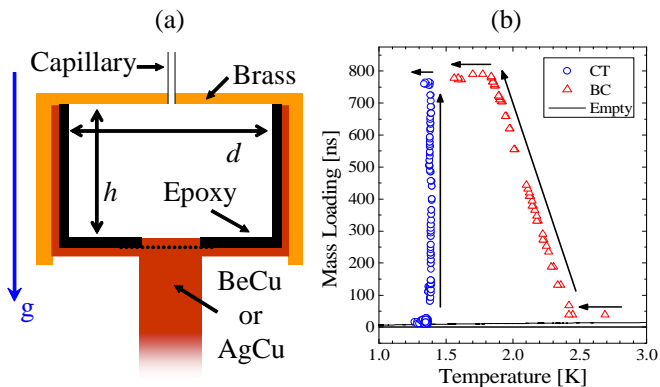 (a)
Capillary
Brass
d
h
Epoxy
g
BeCu
or
AgCu
(b)
Mass Loading [ns]
800
700
600
500
400
300
200
100
0
CT
BC
Empty
1.0 1.5 2.0 2.5 3.0
Temperature [K]